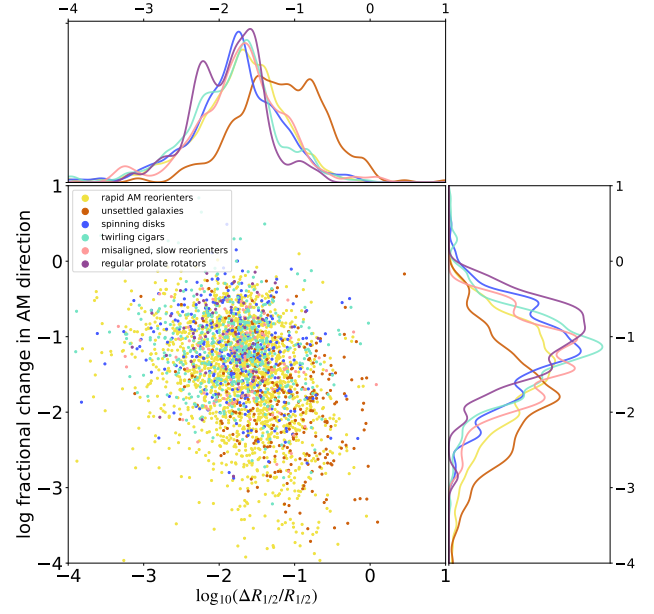 −4 −3 −2 −1 0 1
1
rapid AM reorienters
unsettled galaxies
spinning disks
twirling cigars
misaligned, slow reorienters
regular prolate rotators
0
−1
−2
−3
−4
log fractional change in AM direction
−4 −3 −2 −1 0 1
log₁₀(ΔR₁/₂/R₁/₂)
1
0
−1
−2
−3
−4